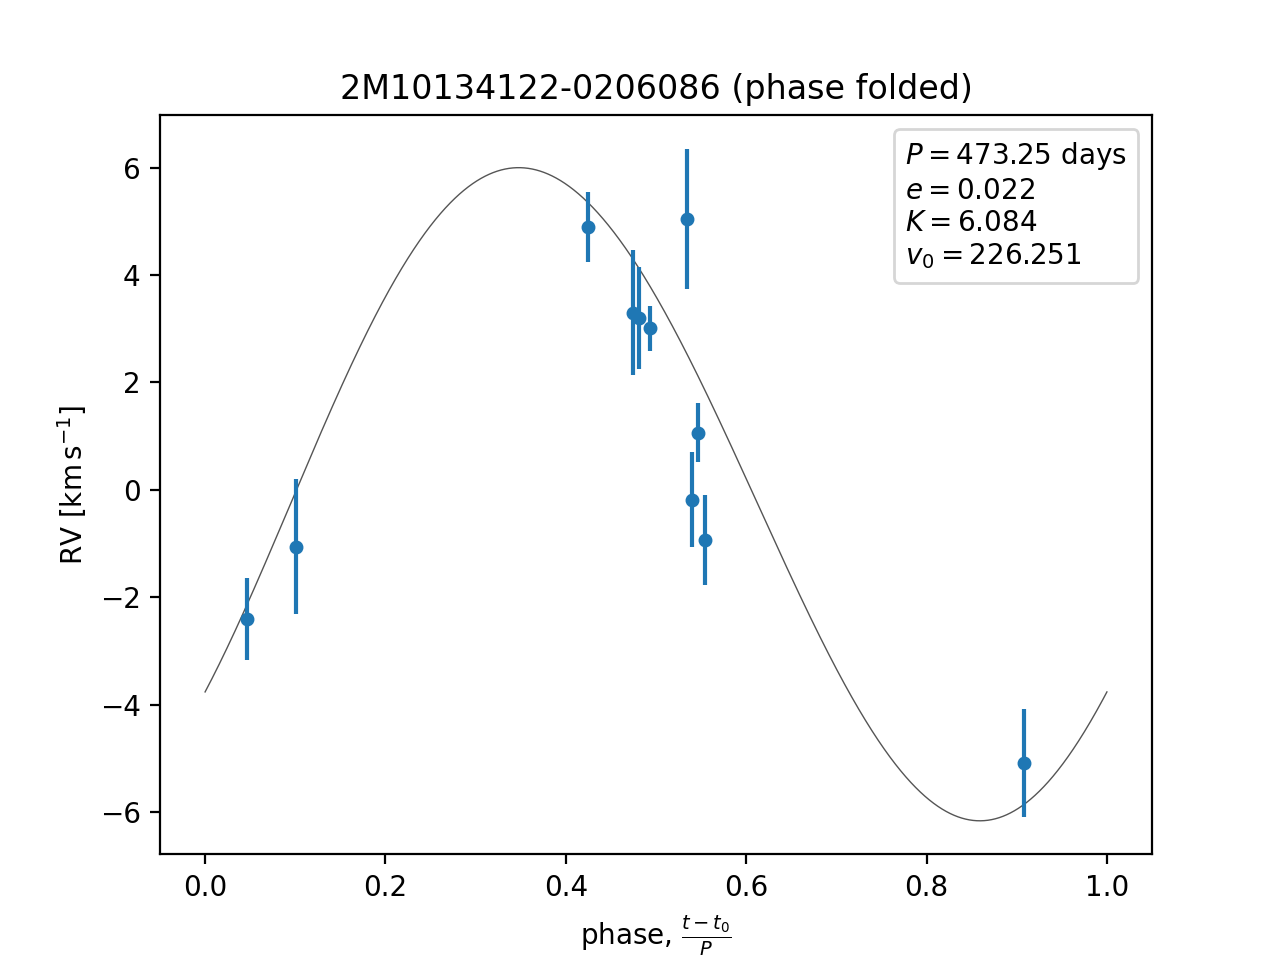 2M10134122-0206086 (phase folded)
P = 473.25 days
e = 0.022
K = 6.084
v₀ = 226.251
6
4
2
0
−2
−4
−6
RV [km s⁻¹]
0.0 0.2 0.4 0.6 0.8 1.0
phase, (t − t₀)/P